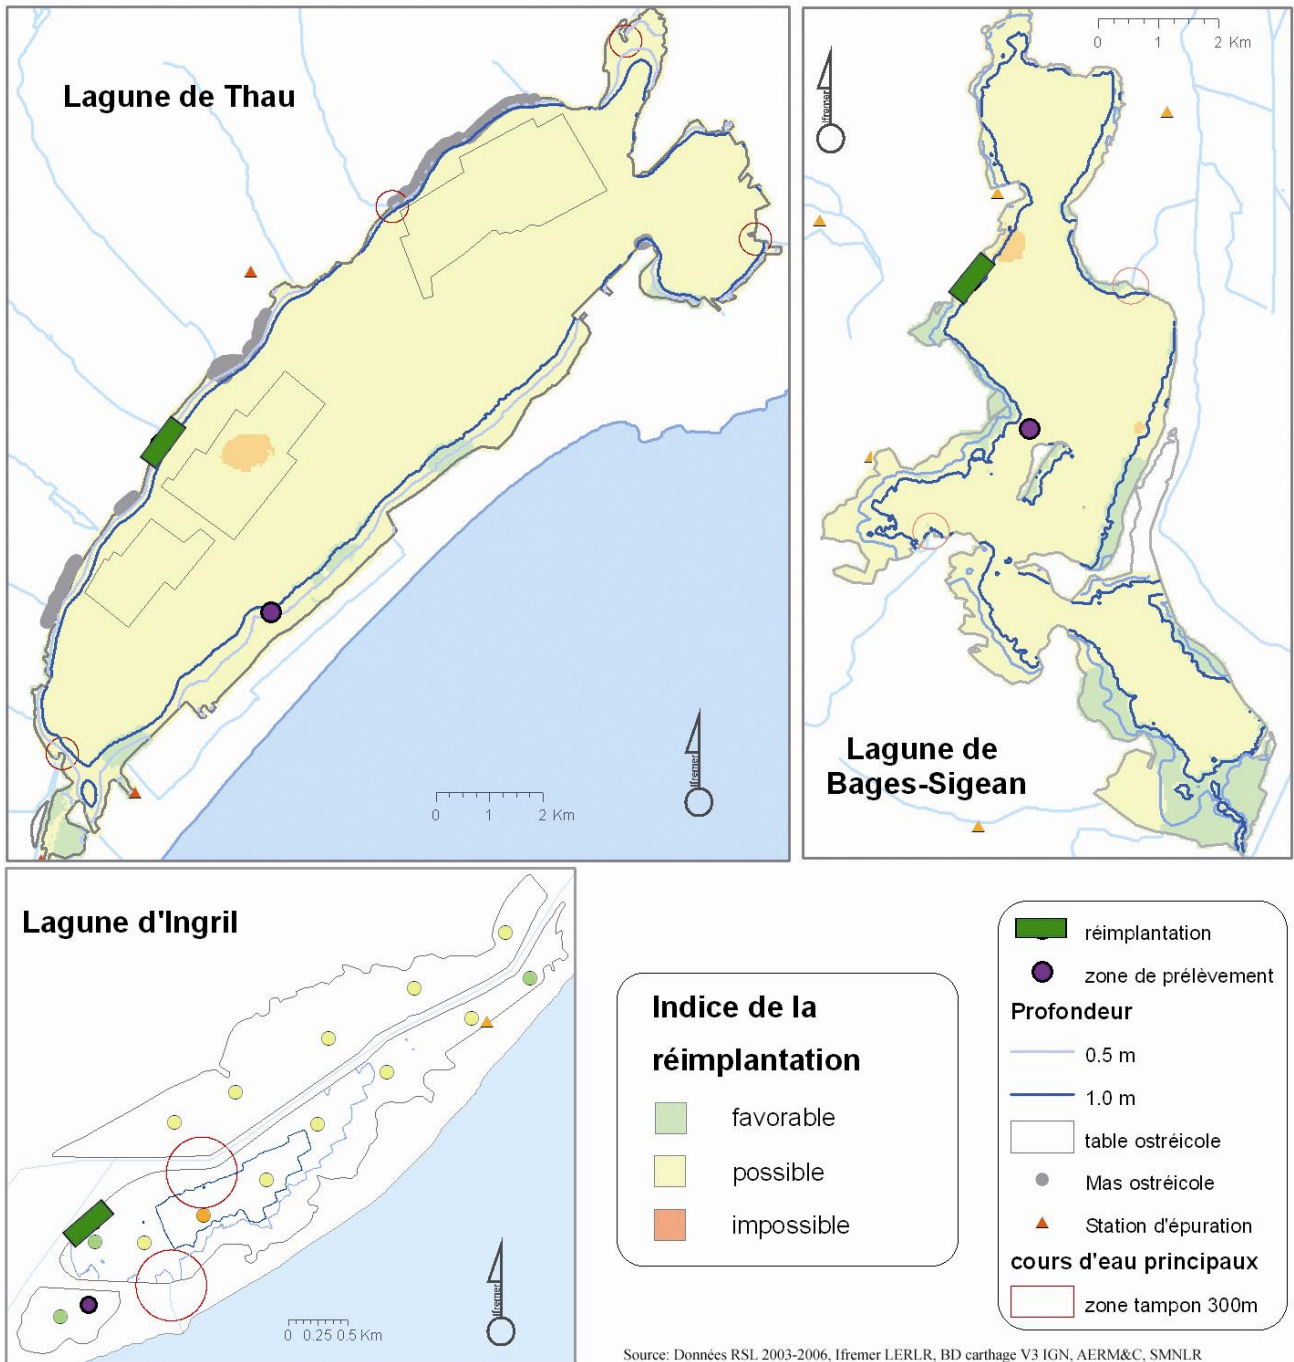 Lagune de Thau
Ifremer
0 1 2 Km
0 1 2 Km
Ifremer
Lagune de
Bages-Sigean
Lagune d'Ingril
0 0.25 0.5 Km
Ifremer
Indice de la
réimplantation
favorable
possible
impossible
réimplantation
zone de prélèvement
Profondeur
0.5 m
1.0 m
table ostréicole
Mas ostréicole
Station d'épuration
cours d'eau principaux
zone tampon 300m
Source: Données RSL 2003-2006, Ifremer LERLR, BD carthage V3 IGN, AERM&C, SMNLR